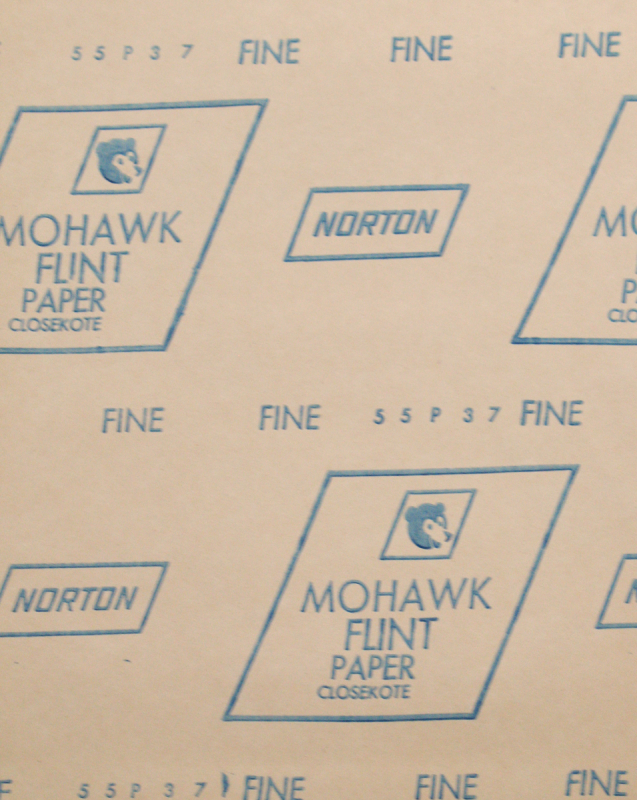 55P37 FINE FINE FINE
MOHAWK
FLINT
PAPER
CLOSEKOTE
NORTON
FINE FINE 55P37 FINE
NORTON
MOHAWK
FLINT
PAPER
CLOSEKOTE
55P37 FINE FINE FINE